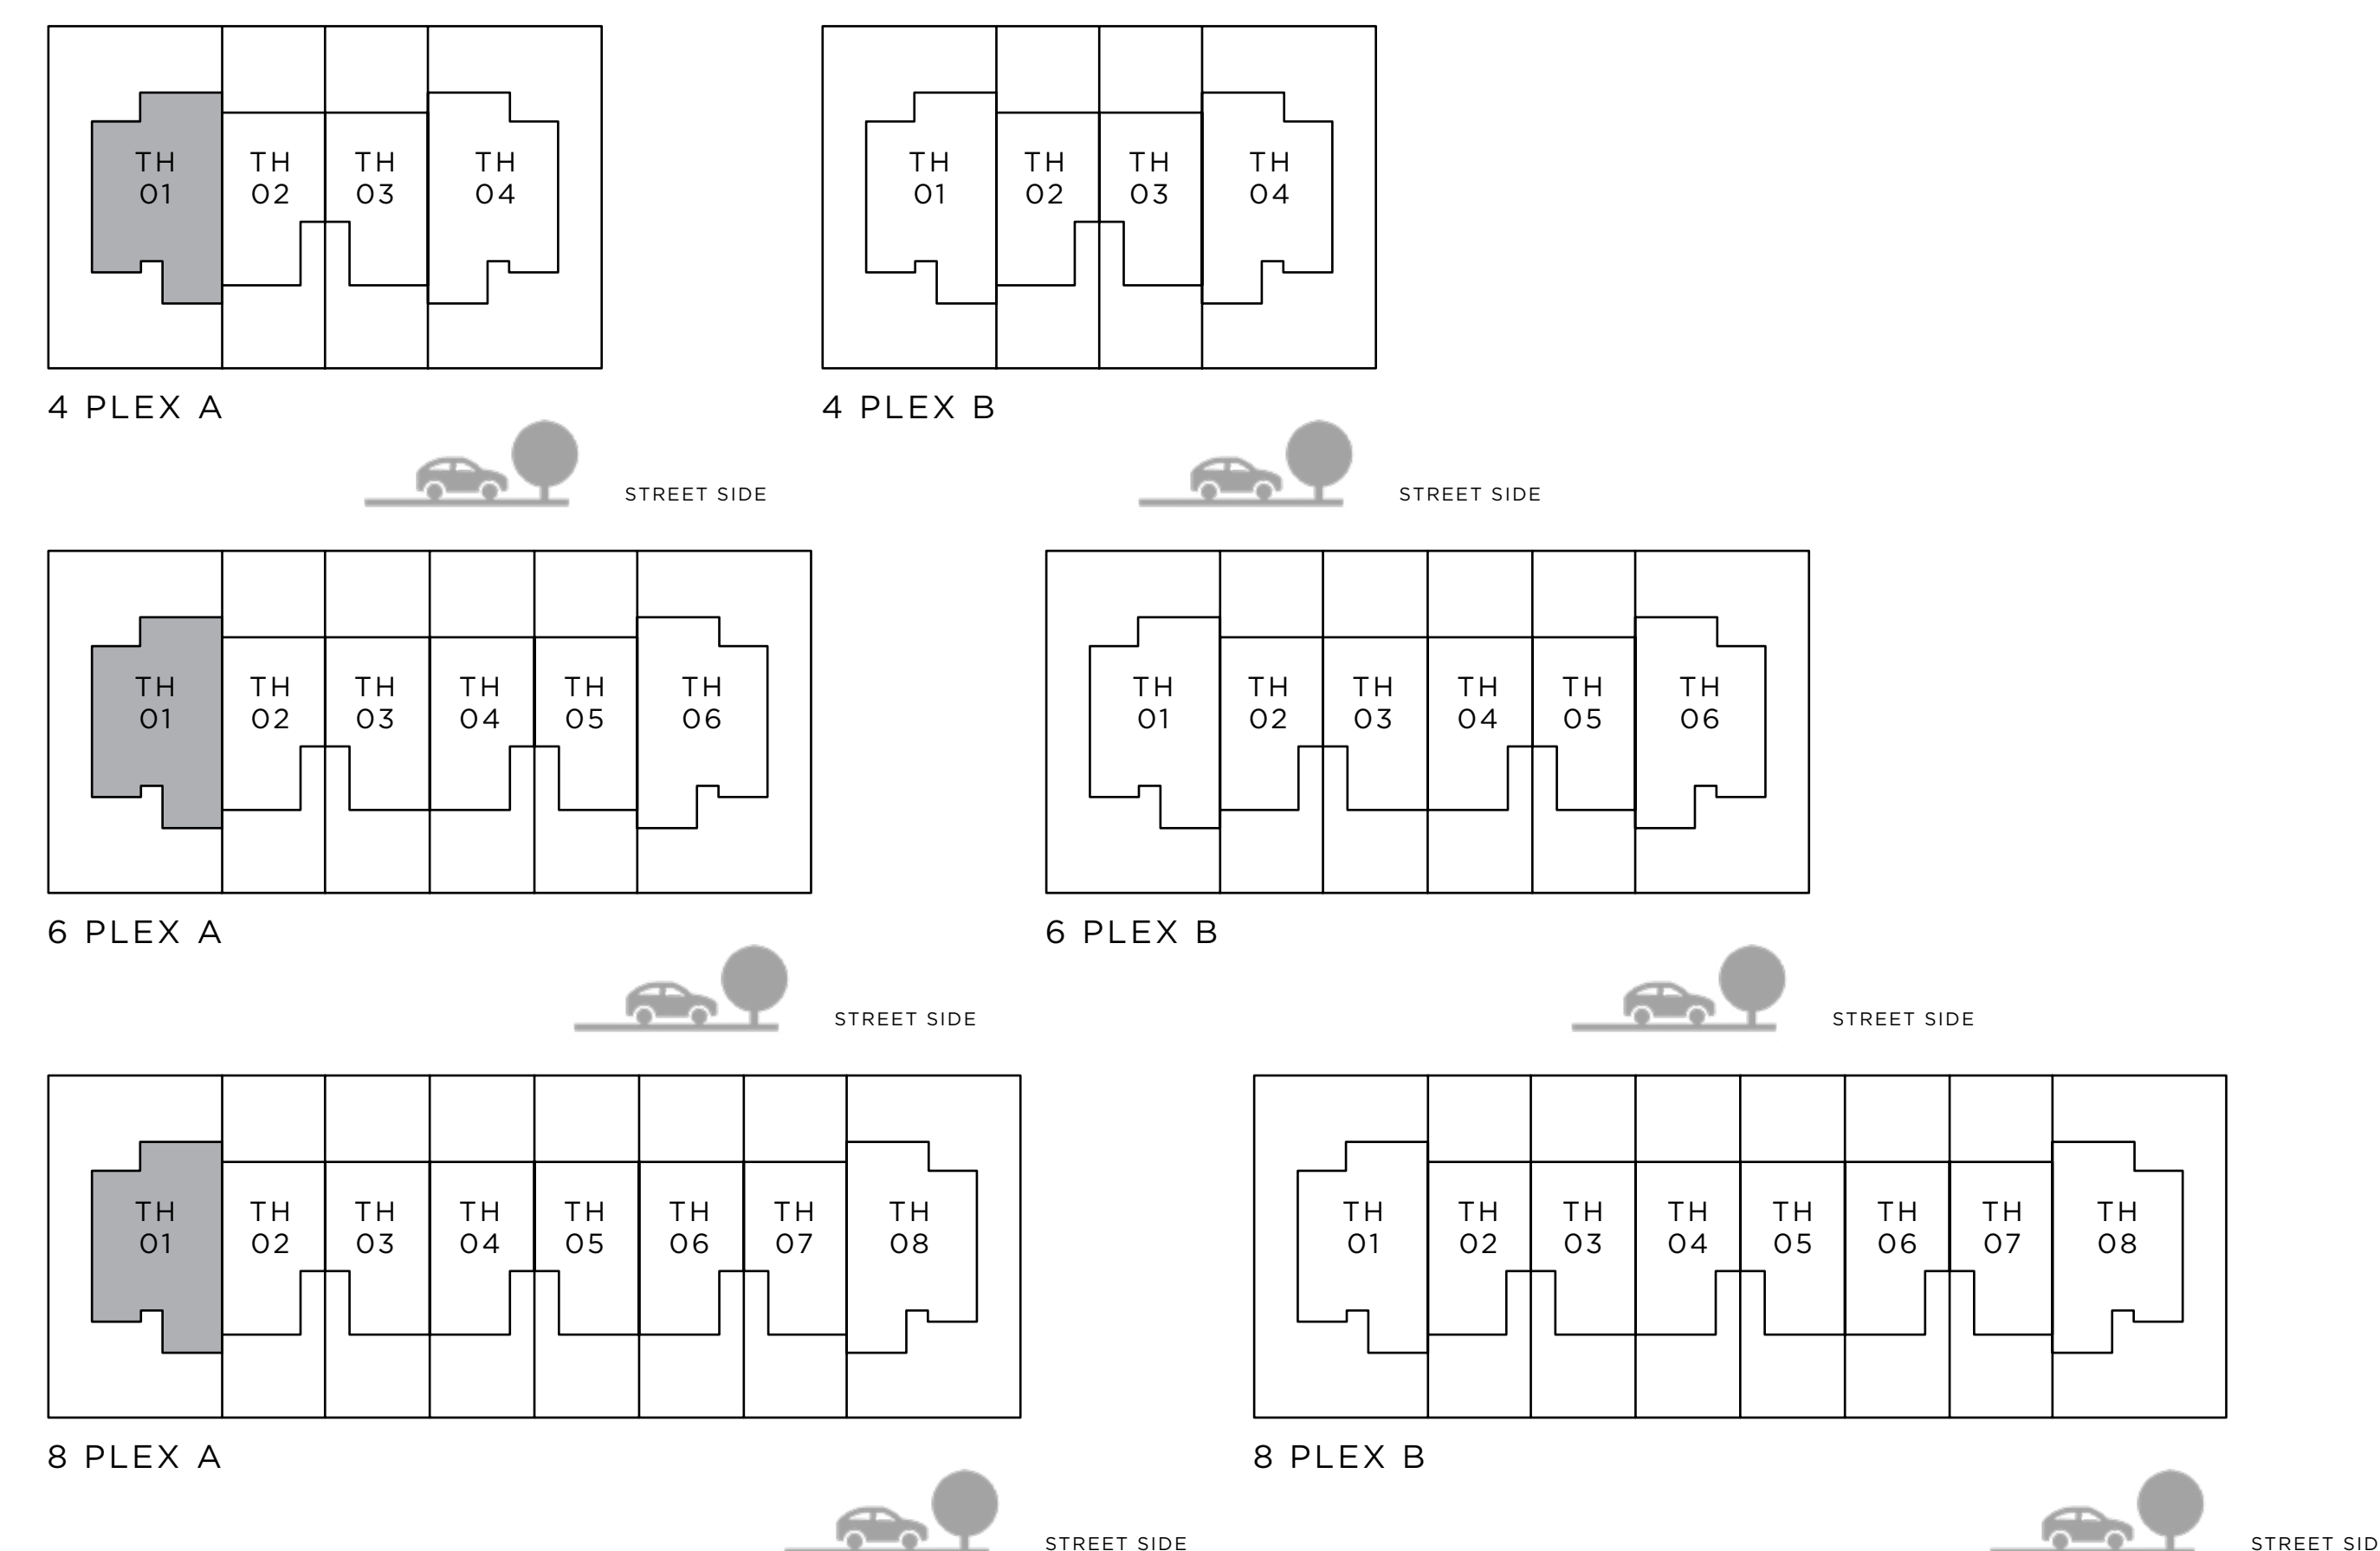 TH TH TH TH
01 02 03 04
4 PLEX A
STREET SIDE
TH TH TH TH
01 02 03 04
4 PLEX B
STREET SIDE
TH TH TH TH TH TH
01 02 03 04 05 06
6 PLEX A
STREET SIDE
TH TH TH TH TH TH
01 02 03 04 05 06
6 PLEX B
STREET SIDE
TH TH TH TH TH TH TH TH
01 02 03 04 05 06 07 08
8 PLEX A
STREET SIDE
TH TH TH TH TH TH TH TH
01 02 03 04 05 06 07 08
8 PLEX B
STREET SID